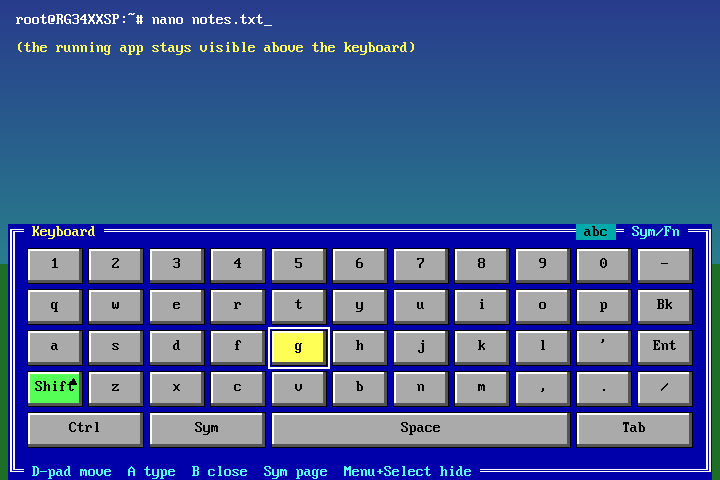 root@RG34XXSP:~# nano notes.txt_
(the running app stays visible above the keyboard)
Keyboard abc Sym/Fn
1 2 3 4 5 6 7 8 9 0 -
q w e r t y u i o p Bk
a s d f g h j k l ' Ent
Shift▲ z x c v b n m , . /
Ctrl Sym Space Tab
D-pad move A type B close Sym page Menu+Select hide